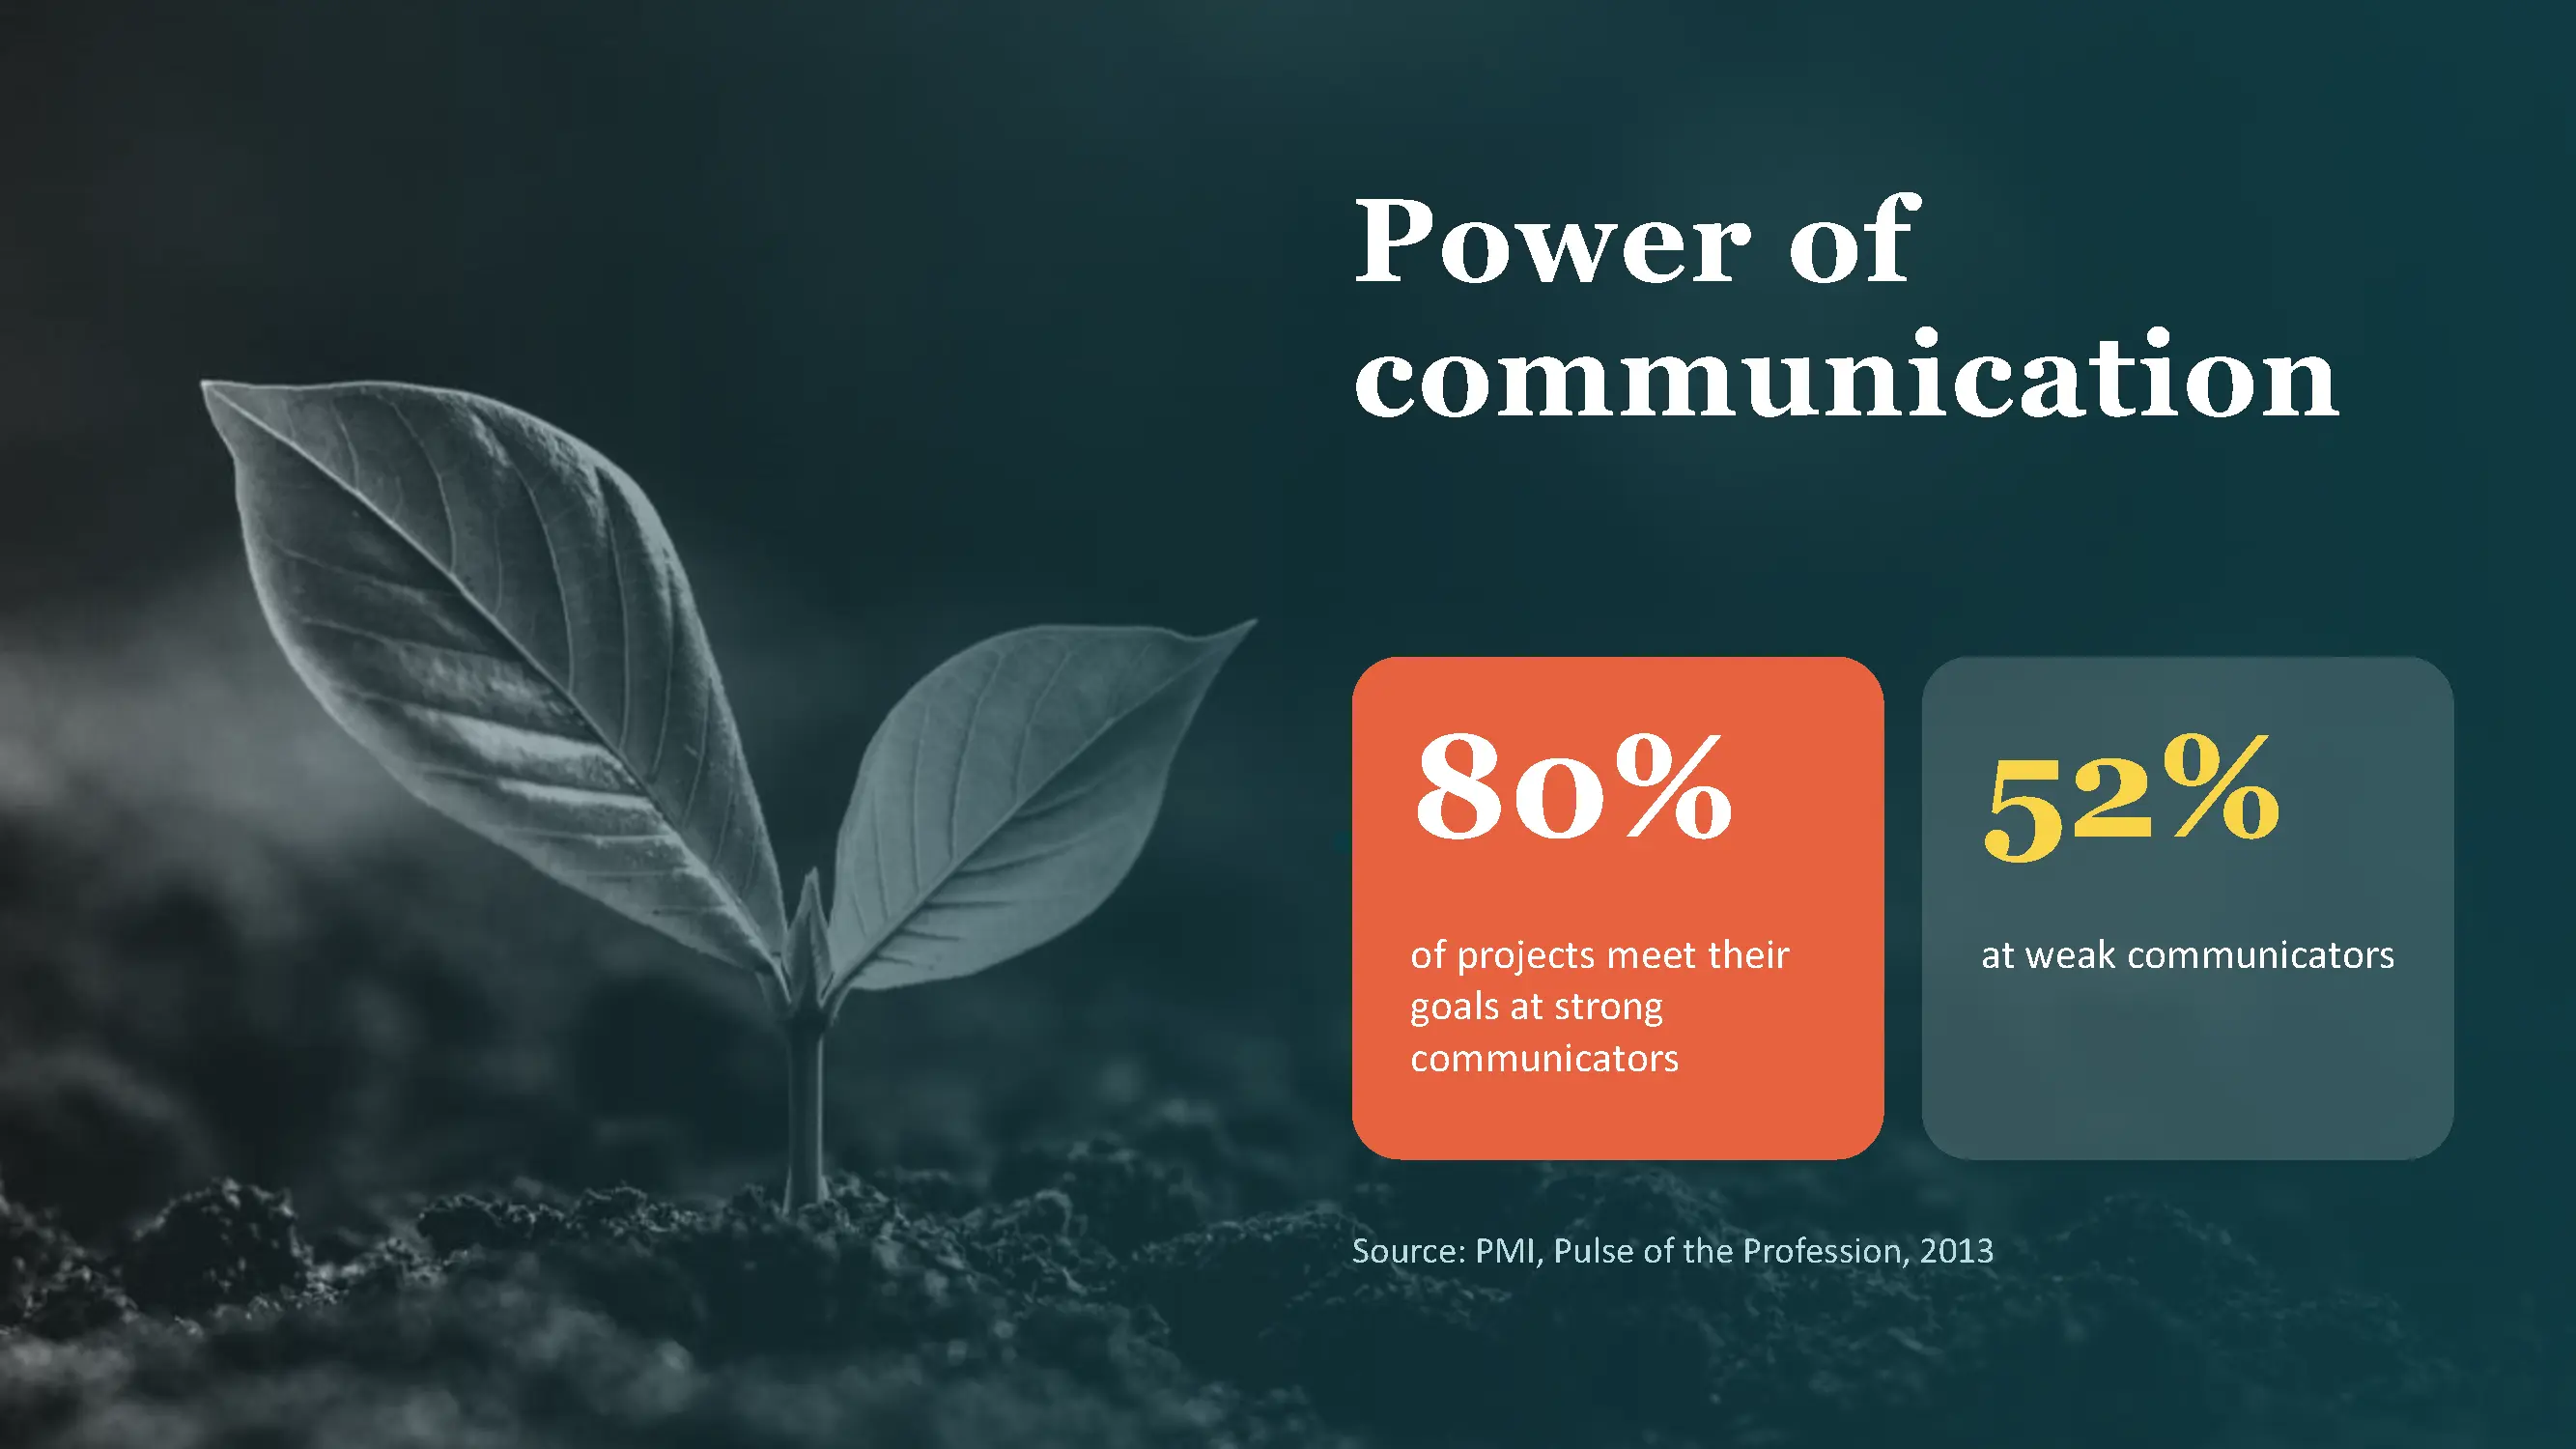 Power of
communication
80%
of projects meet their
goals at strong
communicators
52%
at weak communicators
Source: PMI, Pulse of the Profession, 2013